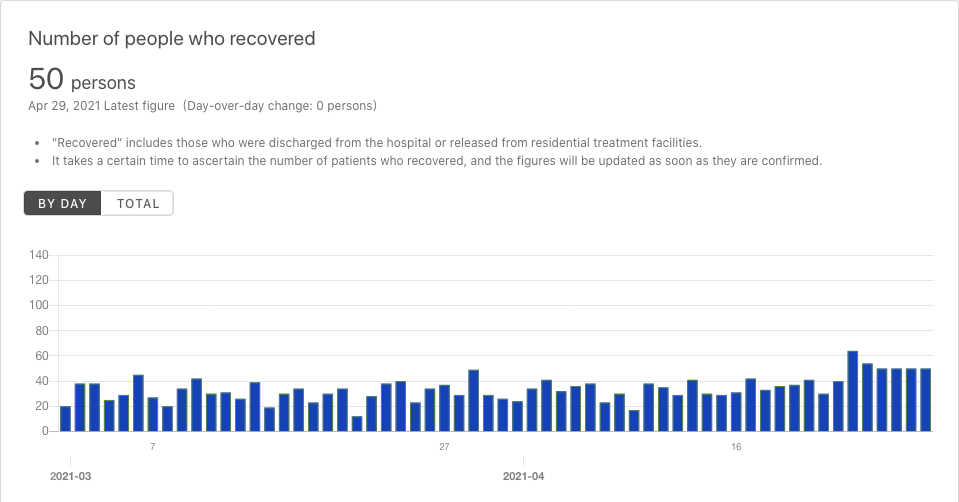 Number of people who recovered
50 persons
Apr 29, 2021 Latest figure (Day-over-day change: 0 persons)
• "Recovered" includes those who were discharged from the hospital or released from residential treatment facilities.
• It takes a certain time to ascertain the number of patients who recovered, and the figures will be updated as soon as they are confirmed.
BY DAY TOTAL
140
120
100
80
60
40
20
0
7 27 16
2021-03 2021-04